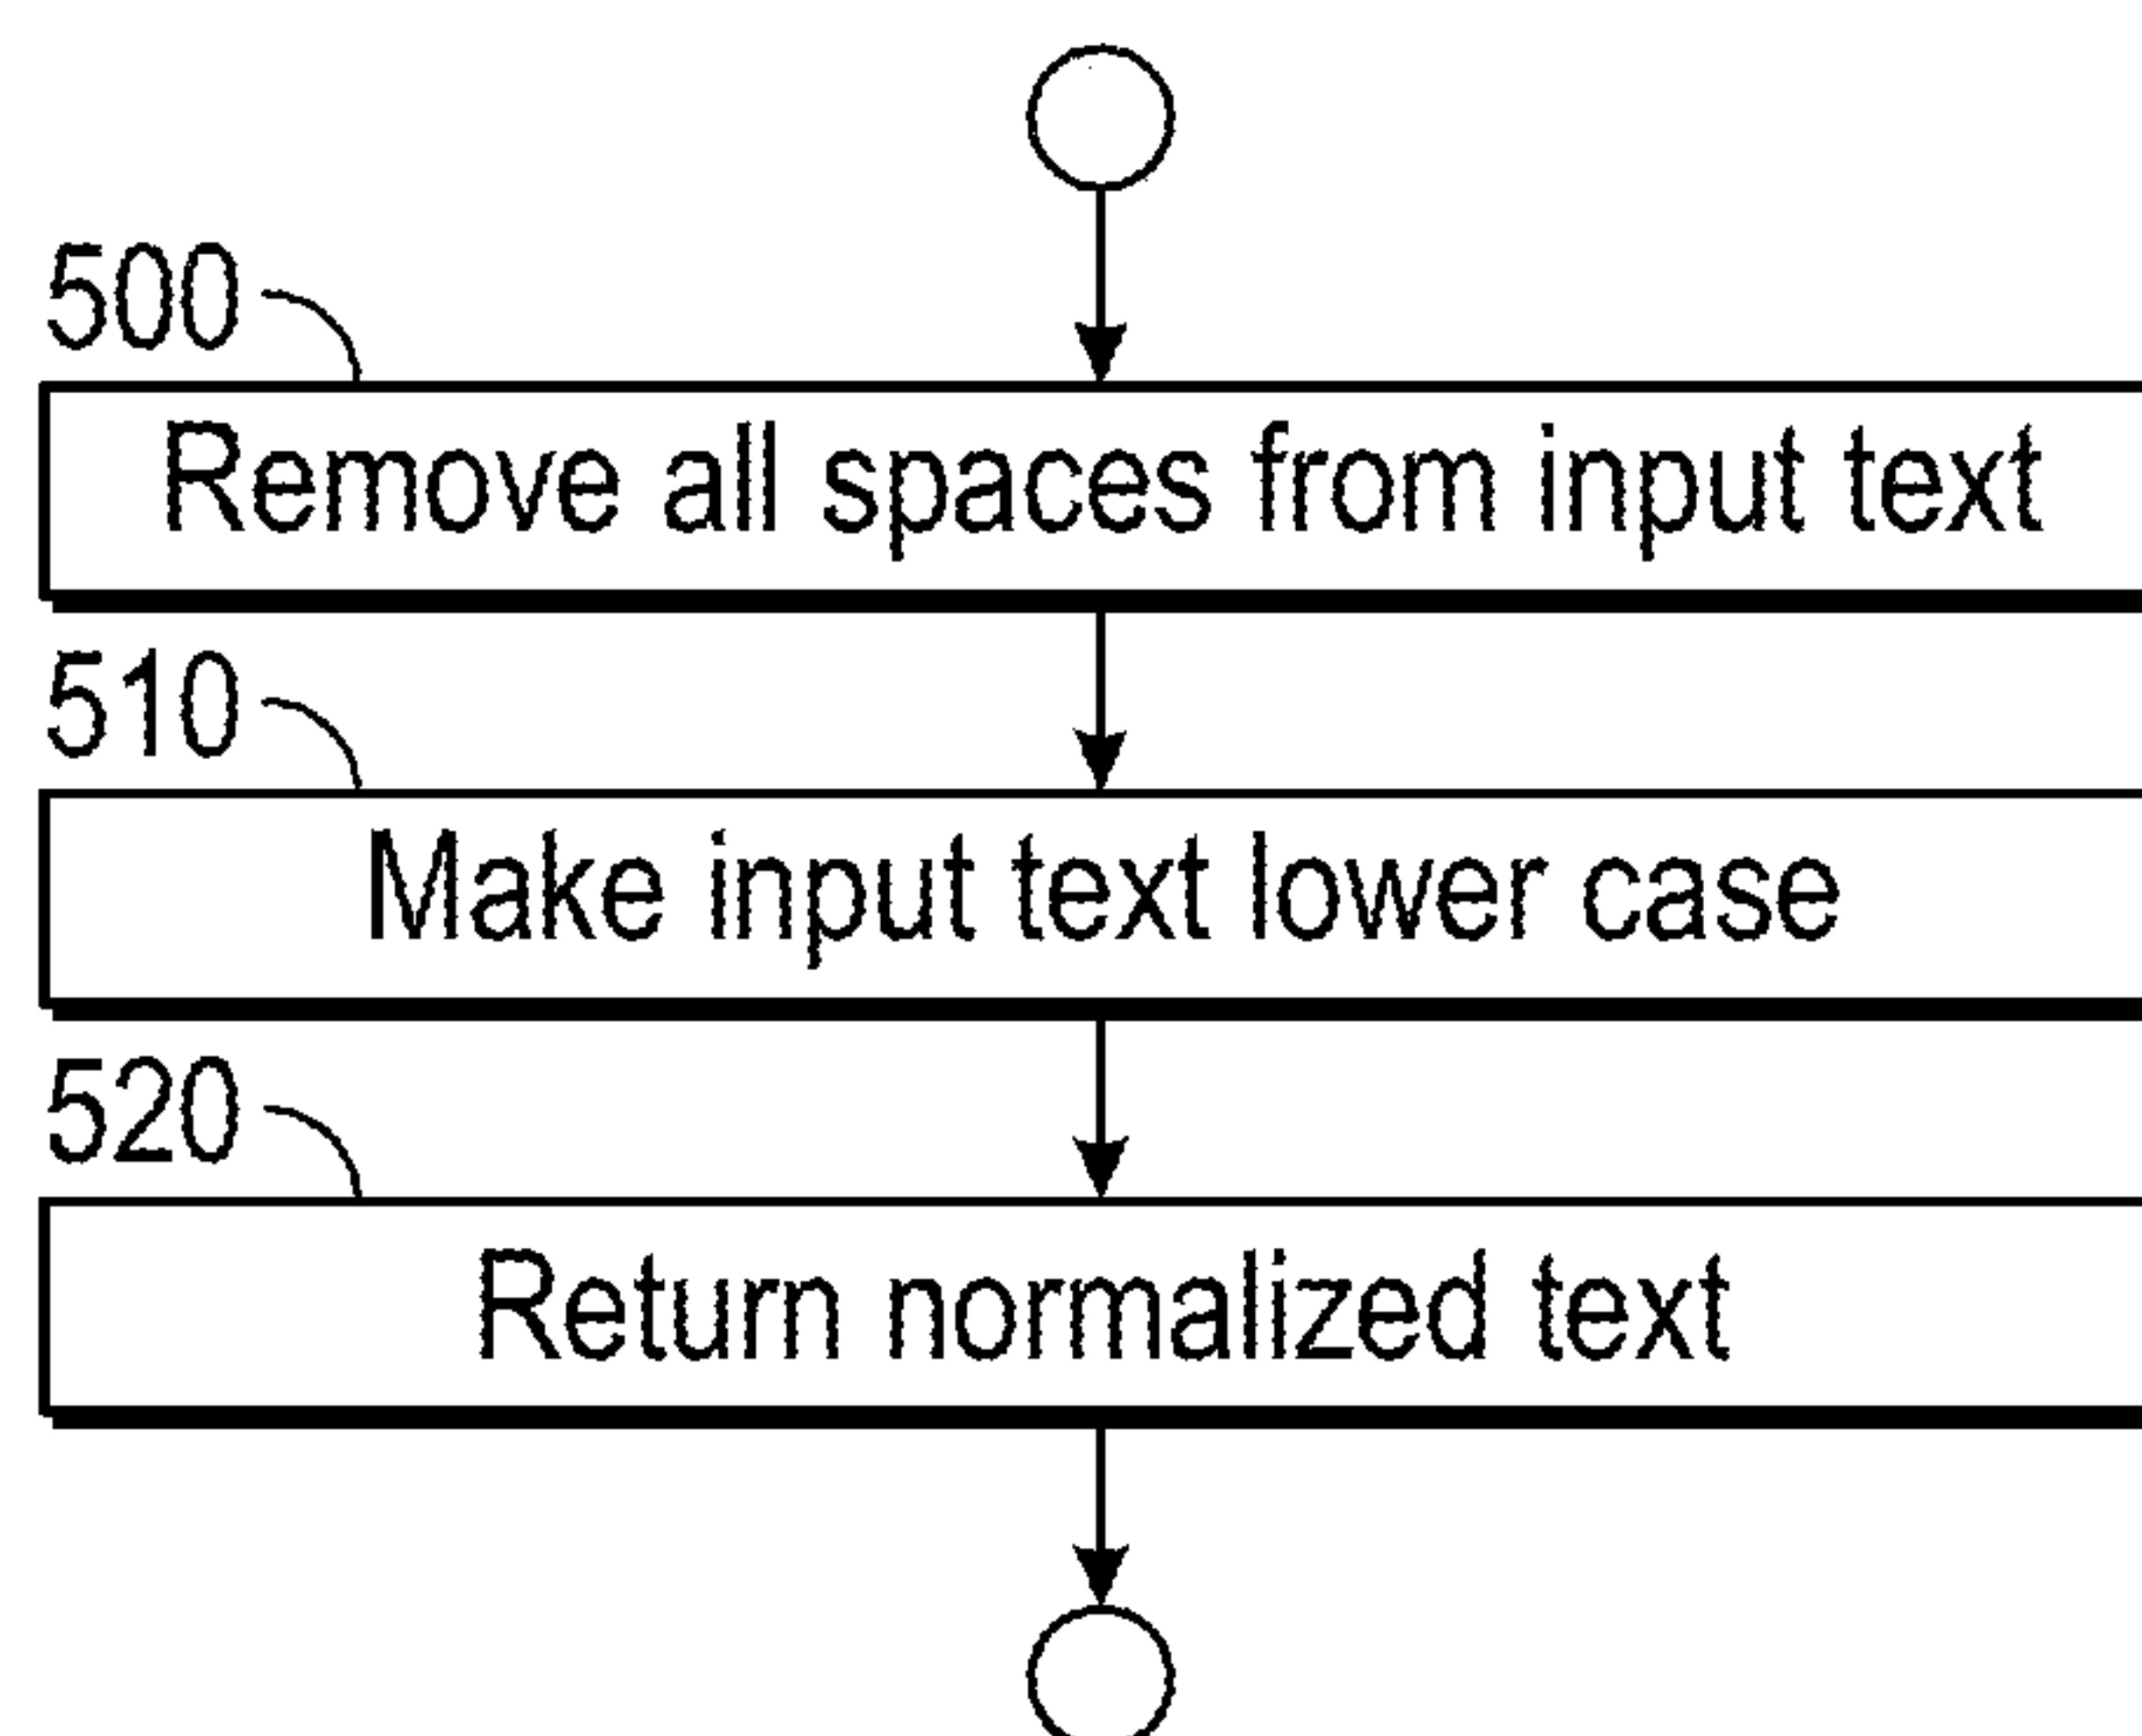 500
Remove all spaces from input text
510
Make input text lower case
520
Return normalized text